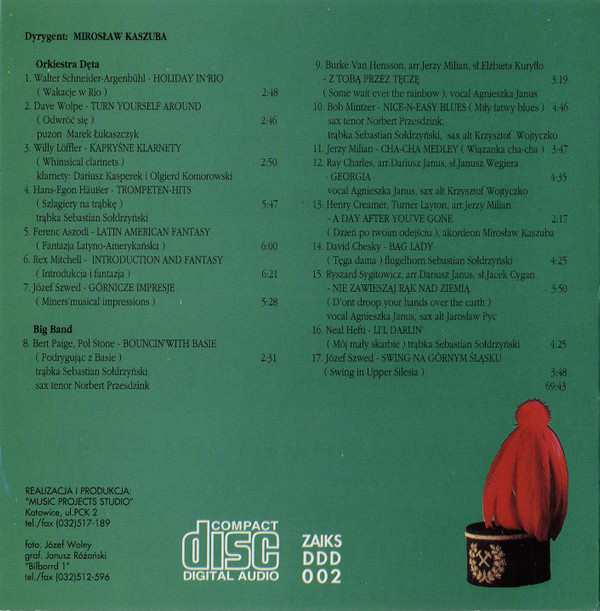 Dyrygent: MIROSŁAW KASZUBA
Orkiestra Dęta
1. Walter Schneider-Argenbühl - HOLIDAY IN RIO
( Wakacje w Rio ) 2:48
2. Dave Wolpe - TURN YOURSELF AROUND
( Odwróć się ) 2:46
puzon Marek Łukaszczyk
3. Willy Löffler - KAPRYŚNE KLARNETY
( Whimsical clarinets ) 2:50
klarnety: Dariusz Kasperek i Olgierd Komorowski
4. Hans-Egon Häußer - TROMPETEN-HITS
( Szlagiery na trąbkę ) 5:47
trąbka Sebastian Sołdrzyński
5. Ferenc Aszodi - LATIN AMERICAN FANTASY
( Fantazja Latyno-Amerykańska ) 6:00
6. Rex Mitchell - INTRODUCTION AND FANTASY
( Introdukcja i fantazja ) 6:21
7. Józef Szwed - GÓRNICZE IMPRESJE
( Miners'musical impressions ) 5:28
Big Band
8. Bert Paige, Pol Stone - BOUNCIN'WITH BASIE
( Podrygując z Basie ) 2:31
trąbka Sebastian Sołdrzyński
sax tenor Norbert Przesdzink
9. Burke Van Hensson, arr.Jerzy Milian, sł.Elżbieta Kuryłło
- Z TOBĄ PRZEZ TĘCZĘ 3:19
( Some wait ever the rainbow ), vocal Agnieszka Janus
10. Bob Mintzer - NICE-N-EASY BLUES ( Miły łatwy blues ) 4:46
sax tenor Norbert Przesdzink,
trąbka Sebastian Sołdrzyński, sax alt Krzysztof Wojtyczko
11. Jerzy Milian - CHA-CHA MEDLEY ( Wiązanka cha-cha ) 3:47
12. Ray Charles, arr.Dariusz Janus, sł.Janusz Wegiera
- GEORGIA 4:35
vocal Agnieszka Janus, sax alt Krzysztof Wojtyczko
13. Henry Creamer, Turner Layton, arr.Jerzy Milian
- A DAY AFTER YOU'VE GONE 2:17
( Dzień po twoim odejściu ), akordeon Mirosław Kaszuba
14. David Chesky - BAG LADY
( Tęga dama ) flugelhorn Sebastian Sołdrzyński 4:25
15. Ryszard Sygitowicz, arr.Dariusz Janus, sł.Jacek Cygan
- NIE ZAWIESZAJ RĄK NAD ZIEMIĄ 3:50
( D'ont droop your hands over the earth )
vocal Agnieszka Janus, sax alt Jarosław Pyc
16. Neal Hefti - LI'L DARLIN'
( Mój mały skarbie ) trąbka Sebastian Sołdrzyński 4:25
17. Józef Szwed - SWING NA GÓRNYM ŚLĄSKU
( Swing in Upper Silesia ) 3:48
69:43
REALIZACJA I PRODUKCJA:
"MUSIC PROJECTS STUDIO"
Katowice, ul.PCK 2
tel./fax (032)517-189
foto. Józef Wolny
graf. Janusz Różański
"Bilborrd 1"
tel./fax (032)512-596
COMPACT
disc
DIGITAL AUDIO
ZAIKS
DDD
002